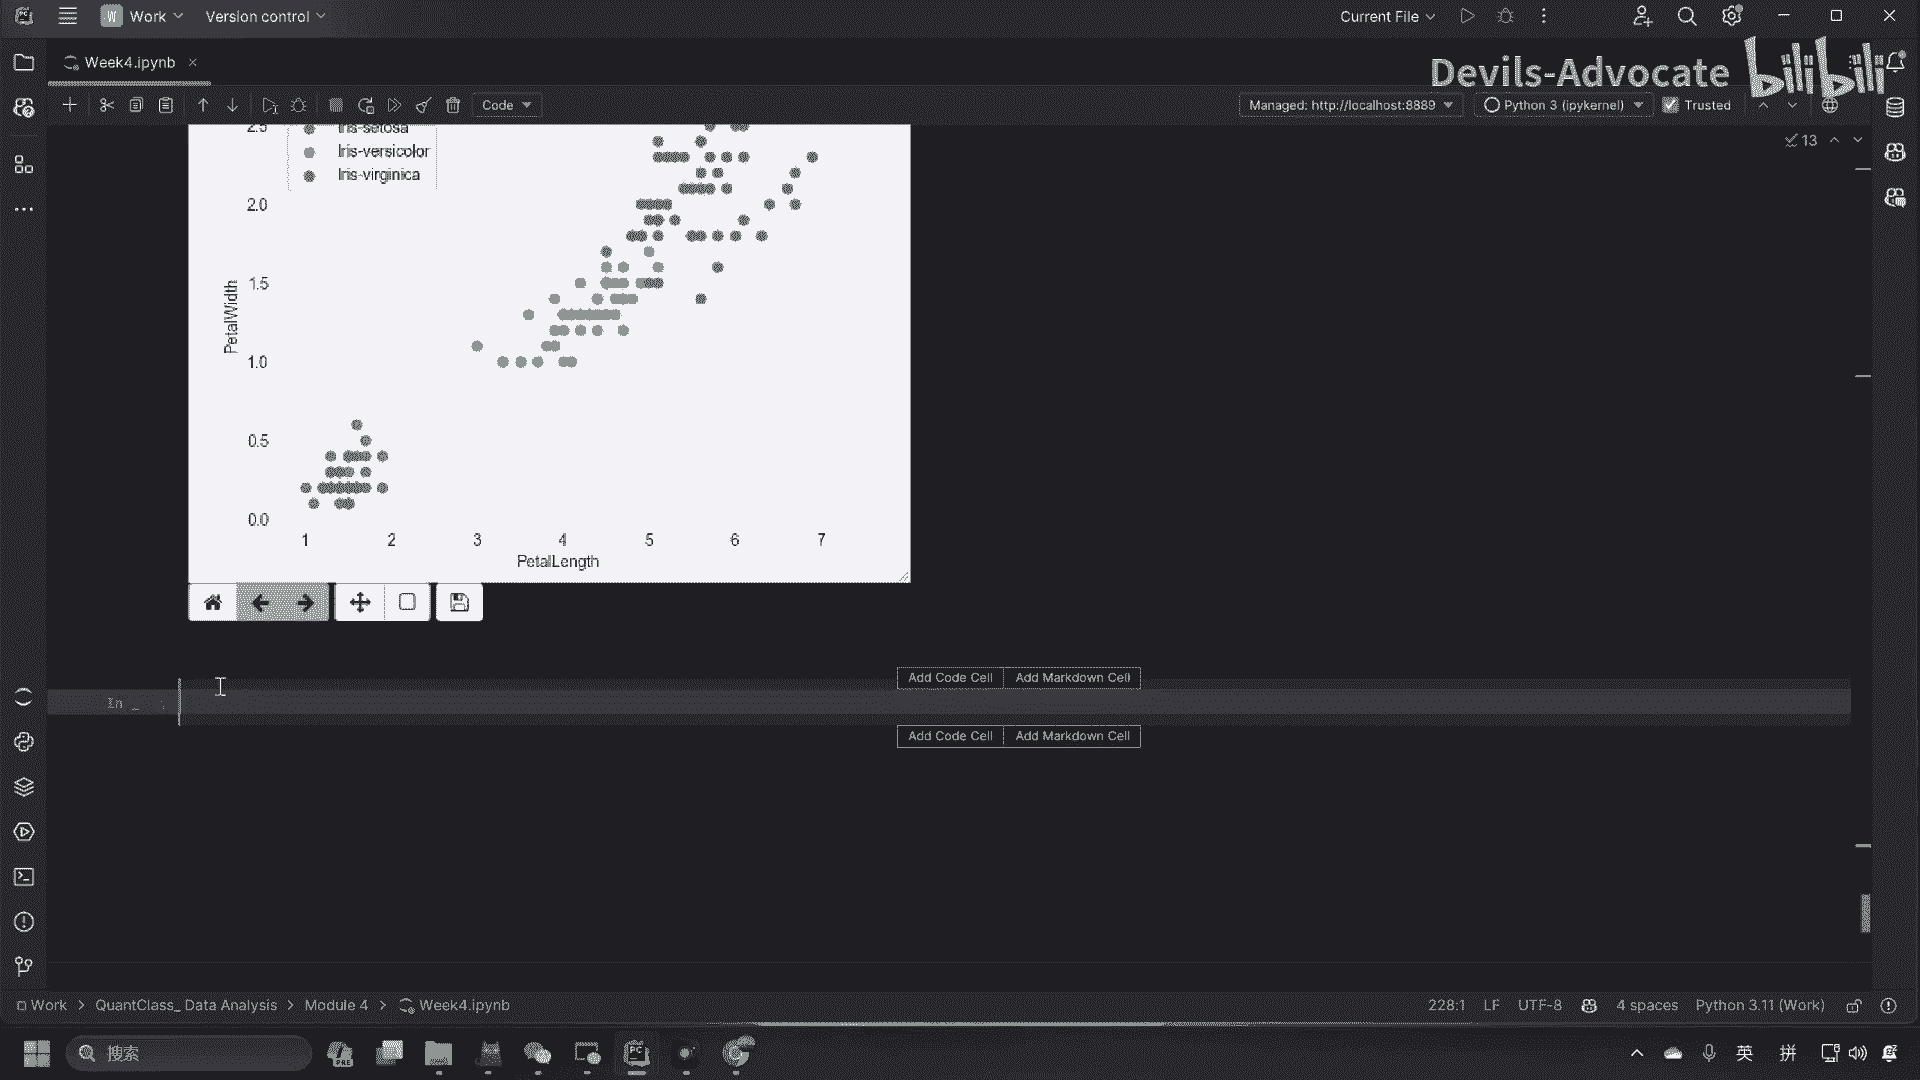 W Work Version control Current File
Week4.ipynb
Devils-Advocate bilibili
Code Managed: http://localhost:8889 Python 3 (ipykernel) Trusted
13
2.5 Iris-setosa
Iris-versicolor
Iris-virginica
2.0
1.5
PetalWidth
1.0
0.5
0.0
1 2 3 4 5 6 7
PetalLength
Add Code Cell Add Markdown Cell
In _
Add Code Cell Add Markdown Cell
Work > QuantClass_ Data Analysis > Module 4 > Week4.ipynb 228:1 LF UTF-8 4 spaces Python 3.11 (Work)
搜索 英 拼